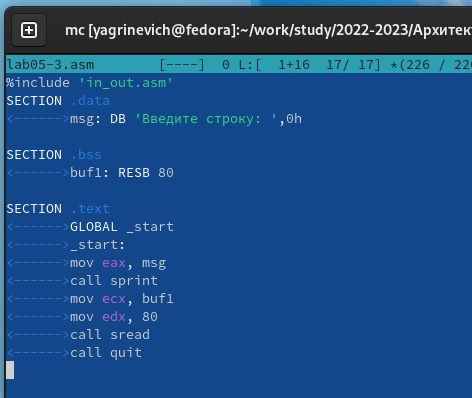 mc [yagrinevich@fedora]:~/work/study/2022-2023/Архитек
lab05-3.asm [----] 0 L:[ 1+16 17/ 17] *(226 / 226
%include 'in_out.asm'
SECTION .data
<------>msg: DB 'Введите строку: ',0h
SECTION .bss
<------>buf1: RESB 80
SECTION .text
<------>GLOBAL _start
<------>_start:
<------>mov eax, msg
<------>call sprint
<------>mov ecx, buf1
<------>mov edx, 80
<------>call sread
<------>call quit